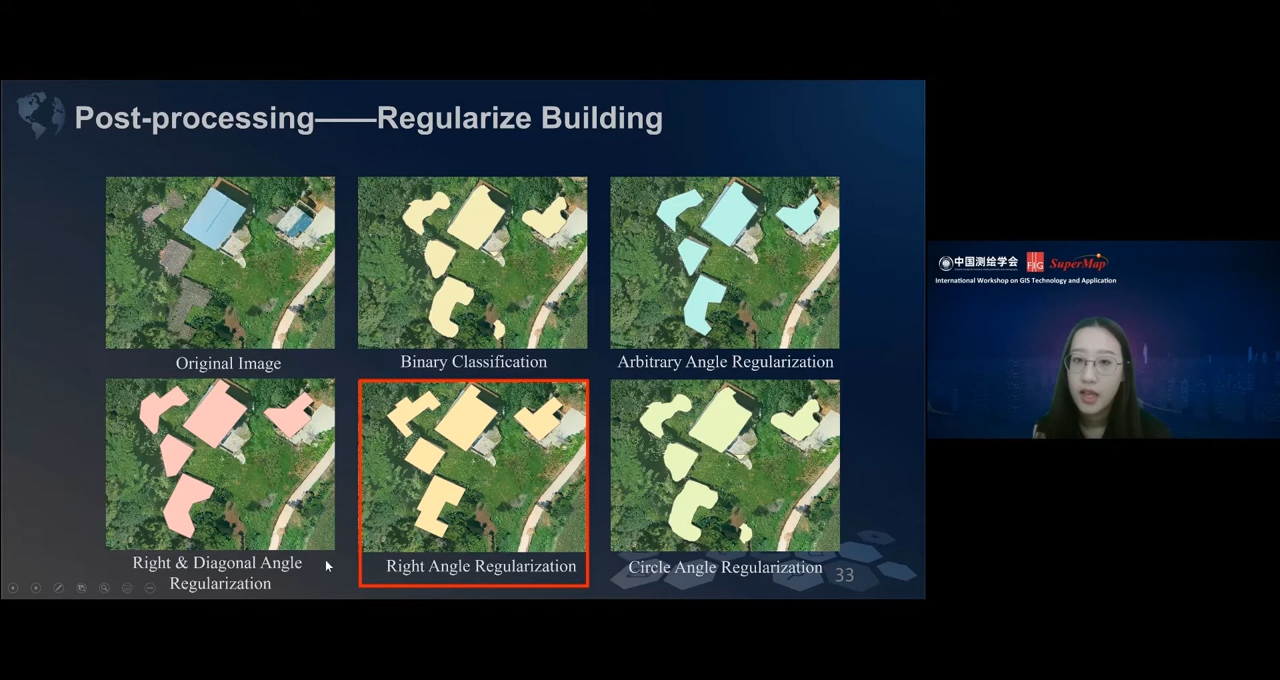 Post-processing——Regularize Building
Original Image
Binary Classification
Arbitrary Angle Regularization
Right & Diagonal Angle
Regularization
Right Angle Regularization
Circle Angle Regularization
33
中国测绘学会
FIG
SuperMap
International Workshop on GIS Technology and Application